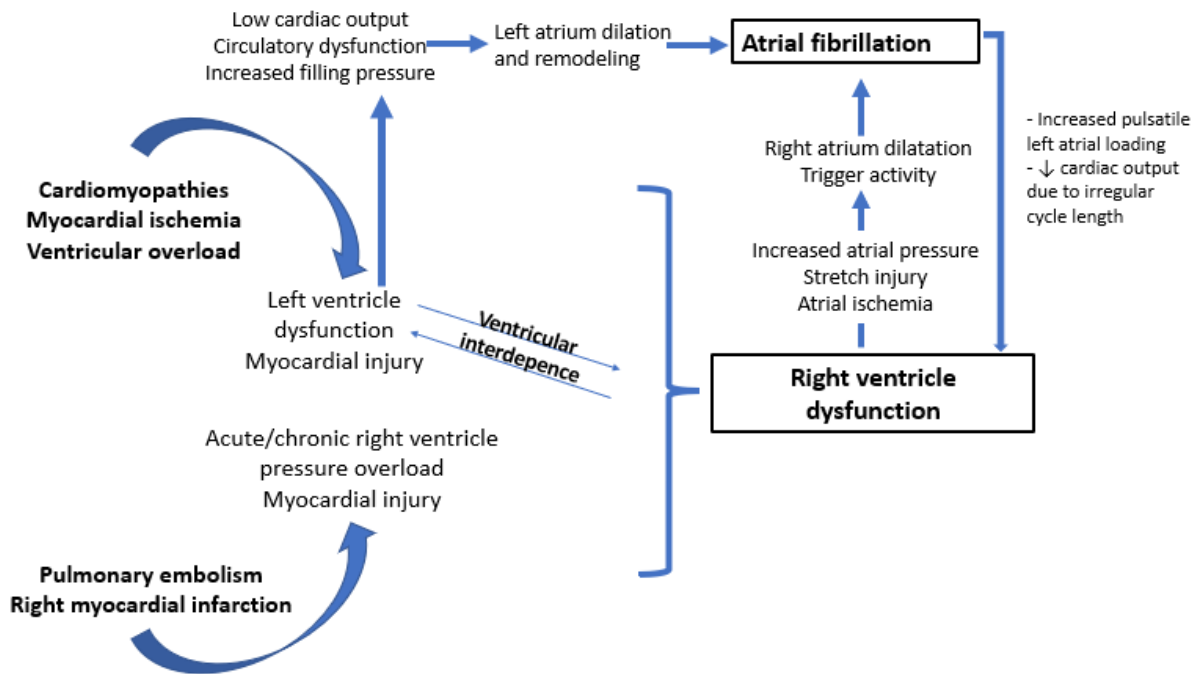 Low cardiac output
Circulatory dysfunction
Increased filling pressure
Left atrium dilation
and remodeling
Atrial fibrillation
- Increased pulsatile
left atrial loading
- ↓ cardiac output
due to irregular
cycle length
Right atrium dilatation
Trigger activity
Increased atrial pressure
Stretch injury
Atrial ischemia
Cardiomyopathies
Myocardial ischemia
Ventricular overload
Left ventricle
dysfunction
Myocardial injury
Ventricular
interdepence
Right ventricle
dysfunction
Acute/chronic right ventricle
pressure overload
Myocardial injury
Pulmonary embolism
Right myocardial infarction